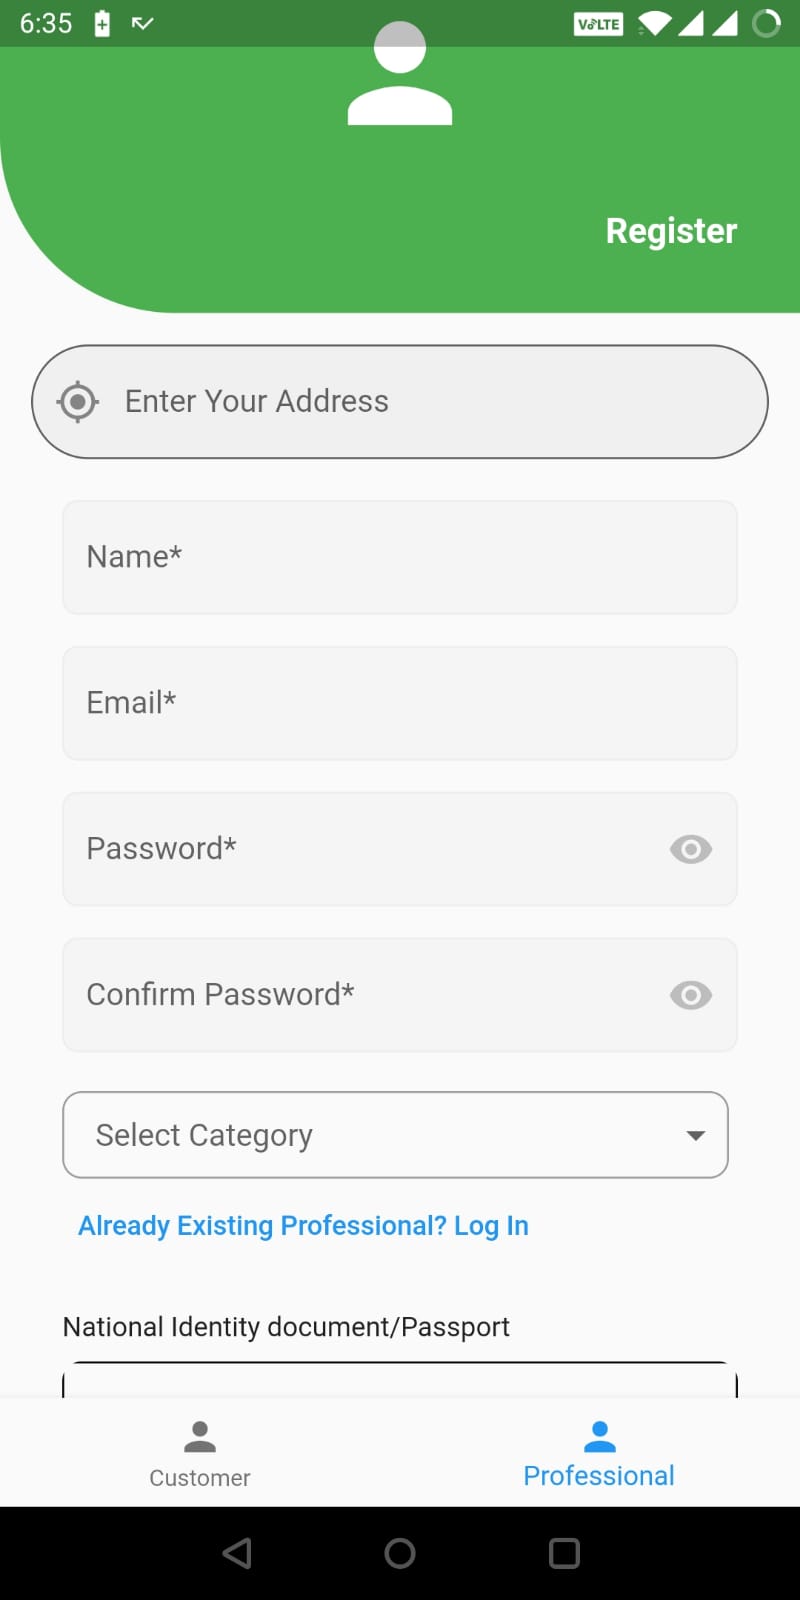 6:35
VoLTE
Register
Enter Your Address
Name*
Email*
Password*
Confirm Password*
Select Category
Already Existing Professional? Log In
National Identity document/Passport
Customer
Professional